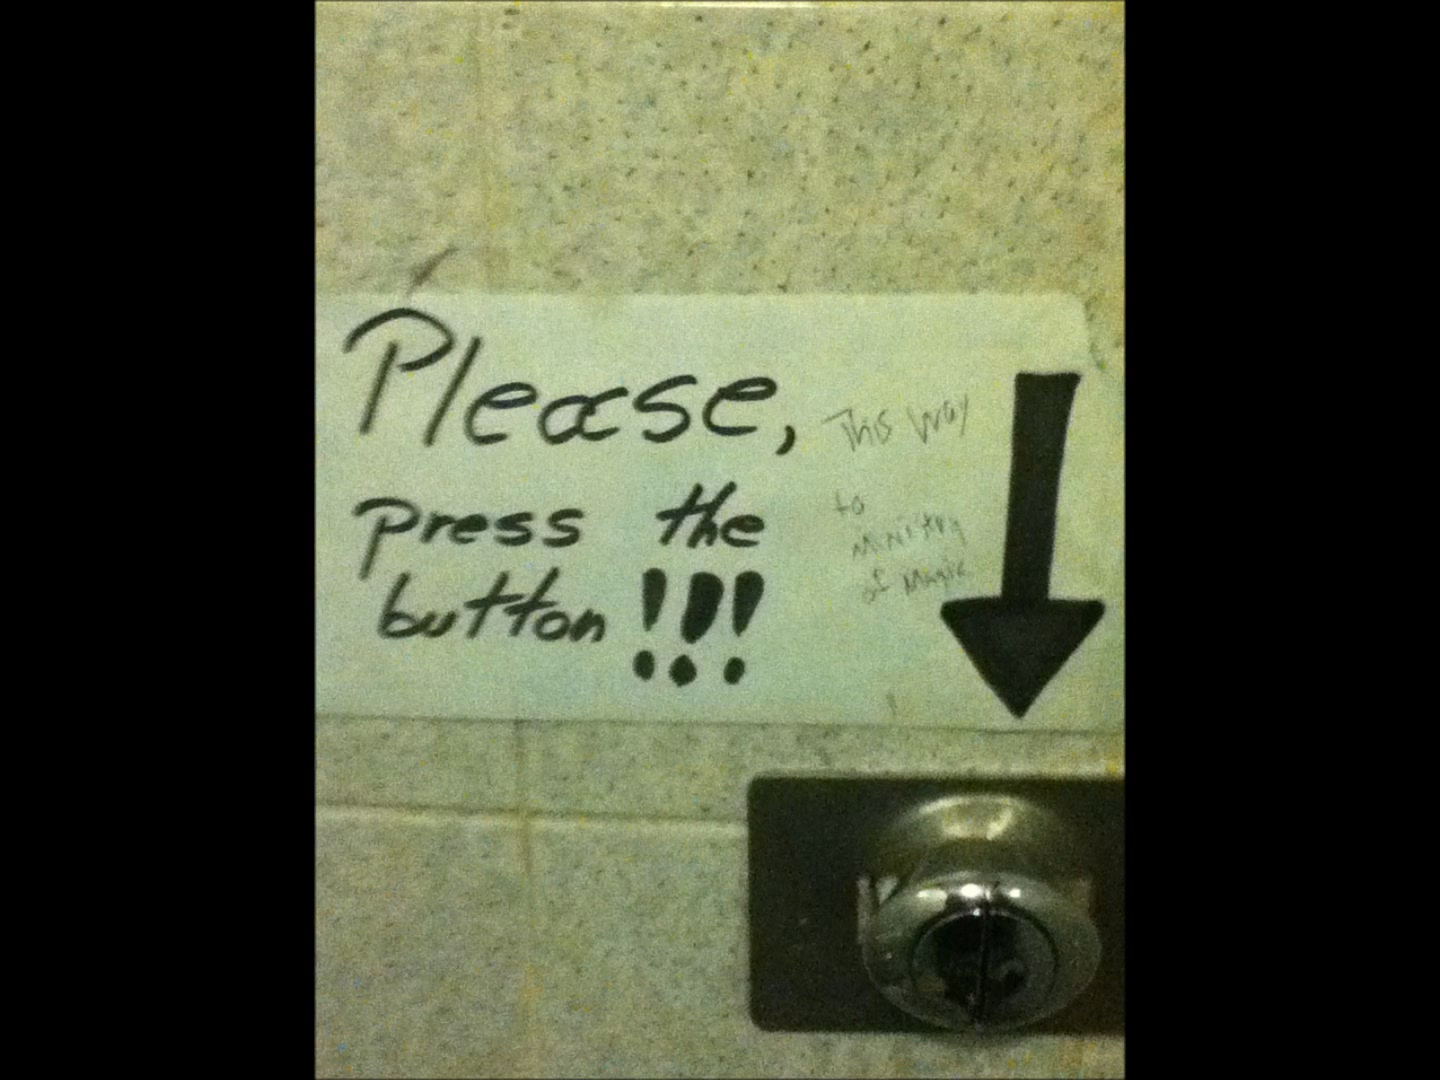 Please,
press the
button !!!
This way
to
Ministry
of Magic